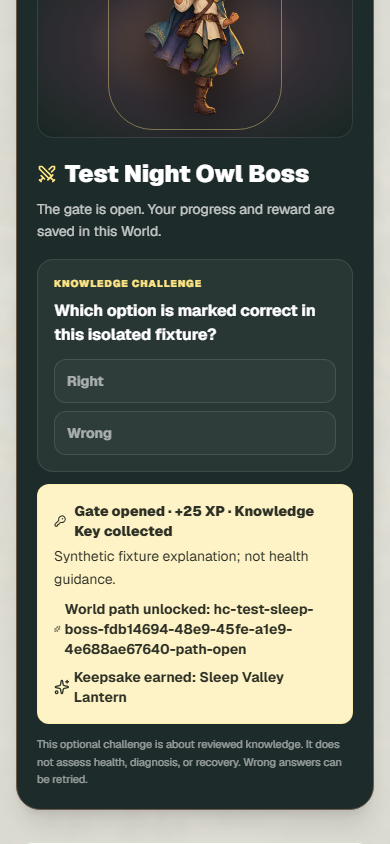 Test Night Owl Boss
The gate is open. Your progress and reward are
saved in this World.
KNOWLEDGE CHALLENGE
Which option is marked correct in
this isolated fixture?
Right
Wrong
Gate opened · +25 XP · Knowledge
Key collected
Synthetic fixture explanation; not health
guidance.
World path unlocked: hc-test-sleep-
boss-fdb14694-48e9-45fe-a1e9-
4e688ae67640-path-open
Keepsake earned: Sleep Valley
Lantern
This optional challenge is about reviewed knowledge. It does
not assess health, diagnosis, or recovery. Wrong answers can
be retried.